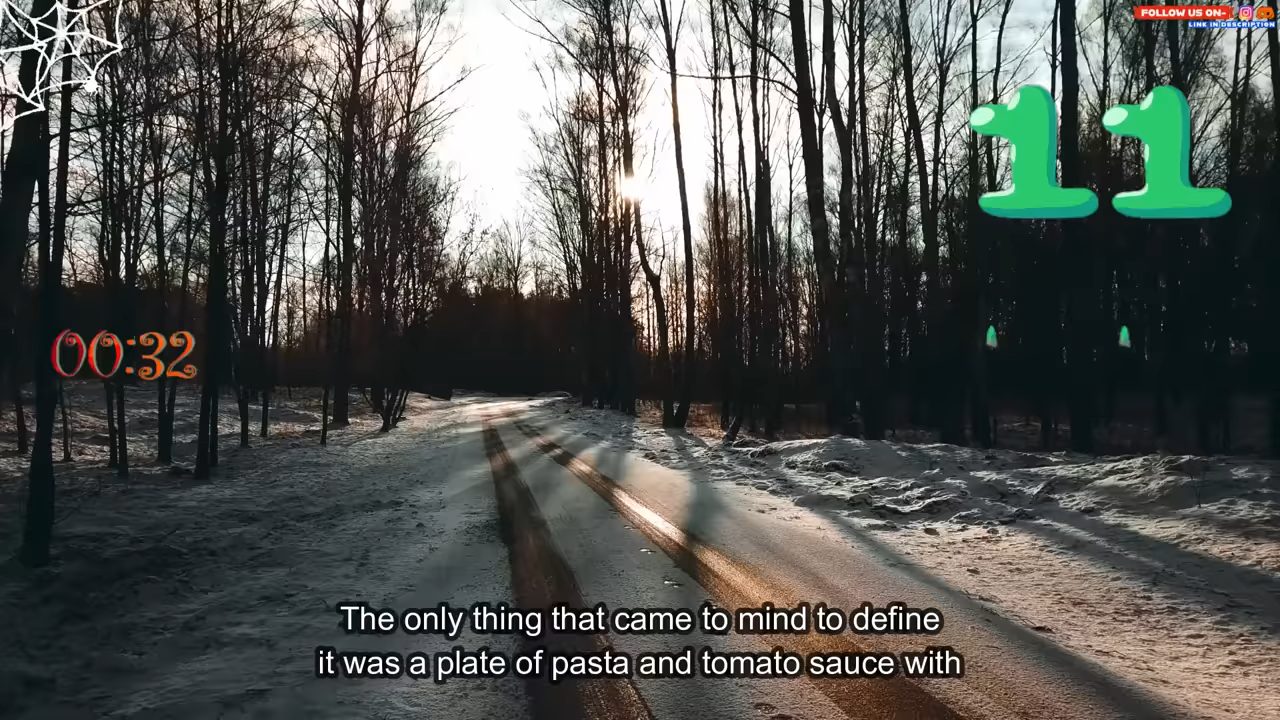 FOLLOW US ON-
LINK IN DESCRIPTION
11
00:32
The only thing that came to mind to define
it was a plate of pasta and tomato sauce with